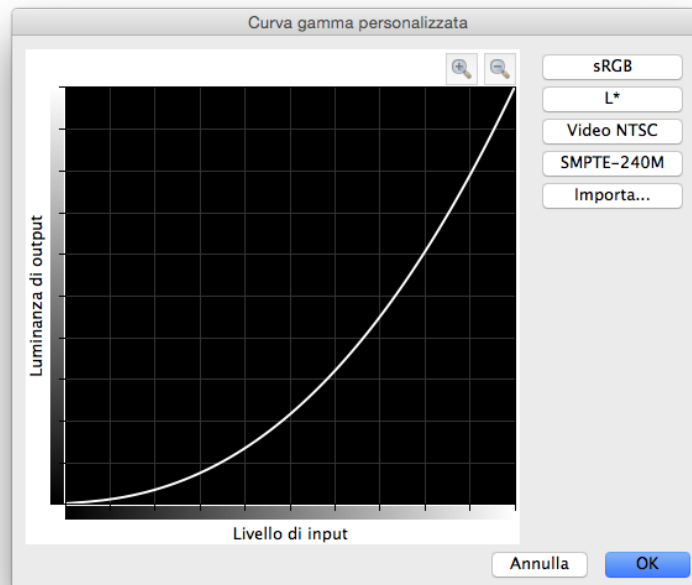 Curva gamma personalizzata
sRGB
L*
Video NTSC
SMPTE-240M
Importa...
Luminanza di output
Livello di input
Annulla
OK